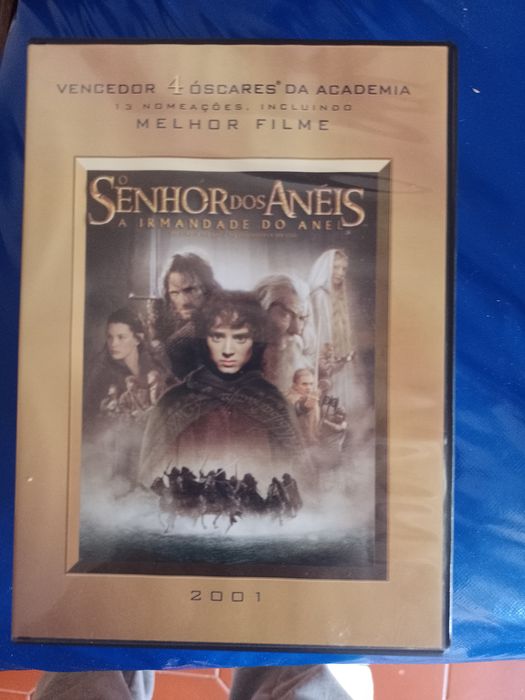 VENCEDOR 4 ÓSCARES® DA ACADEMIA
13 NOMEAÇÕES, INCLUINDO
MELHOR FILME
O
SENHOR DOS ANÉIS
A IRMANDADE DO ANEL
2001